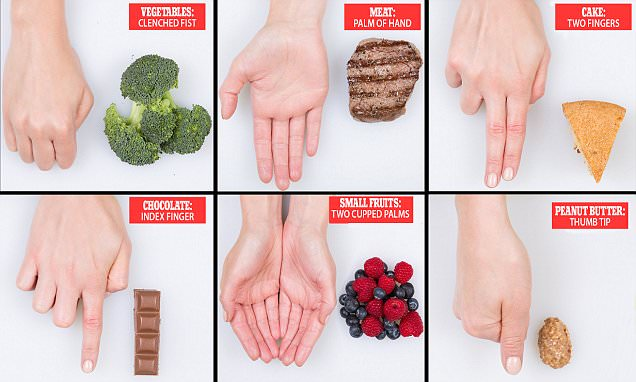 VEGETABLES:
CLENCHED FIST
MEAT:
PALM OF HAND
CAKE:
TWO FINGERS
CHOCOLATE:
INDEX FINGER
SMALL FRUITS:
TWO CUPPED PALMS
PEANUT BUTTER:
THUMB TIP